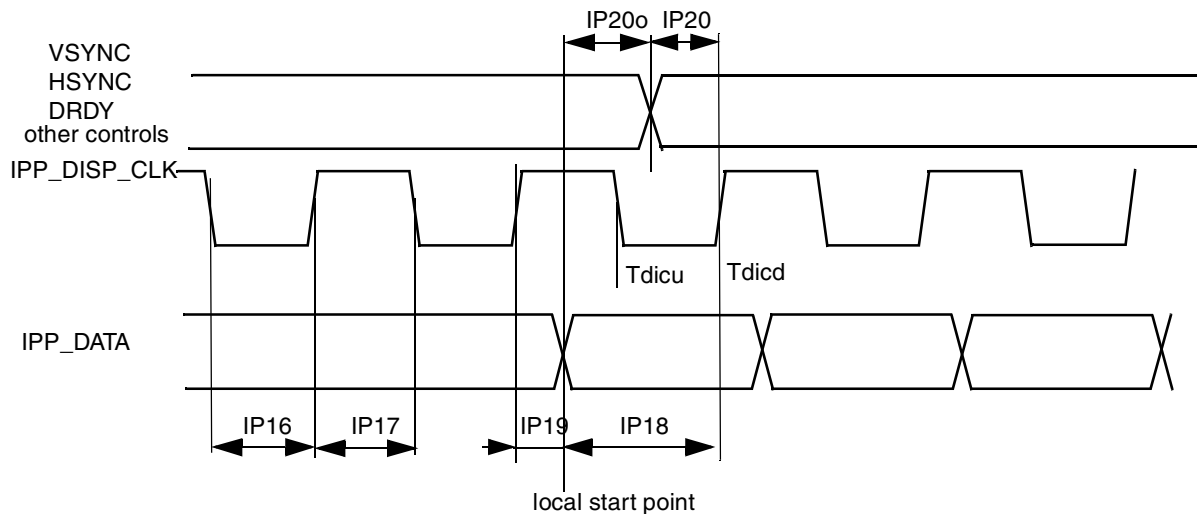 IP20o IP20
VSYNC
HSYNC
DRDY
other controls
IPP_DISP_CLK
Tdicu Tdicd
IPP_DATA
IP16 IP17 IP19 IP18
local start point